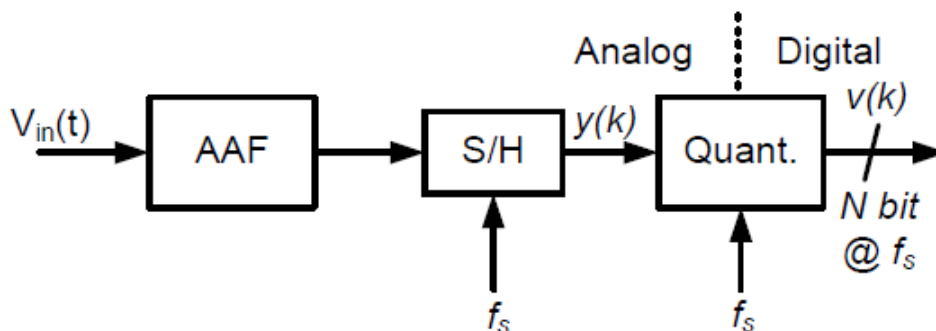 Analog Digital
V_in(t)
AAF
S/H
y(k)
Quant.
v(k)
N bit
@ f_s
f_s
f_s